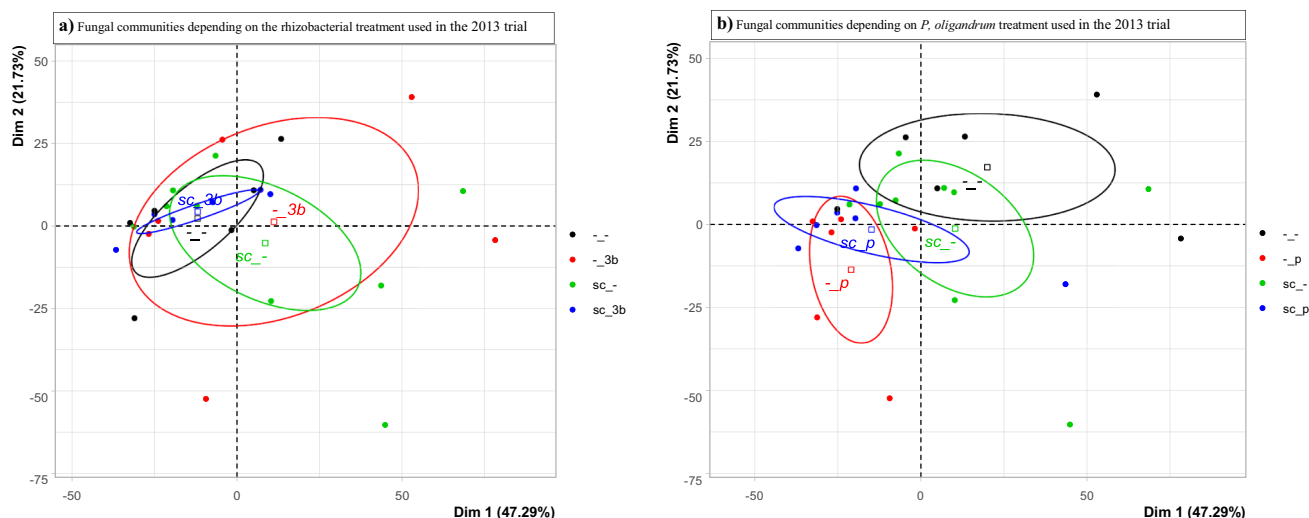 a) Fungal communities depending on the rhizobacterial treatment used in the 2013 trial
Dim 2 (21.73%)
50
25
0
-25
-50
-75
sc_3b
-_-
-_3b
sc_-
-50
0
50
Dim 1 (47.29%)
-_-
-_3b
sc_-
sc_3b
b) Fungal communities depending on P, oligandrum treatment used in the 2013 trial
Dim 2 (21.73%)
50
25
0
-25
-50
-75
-_-
sc_p
sc_-
-_p
-50
0
50
Dim 1 (47.29%)
-_-
-_p
sc_-
sc_p